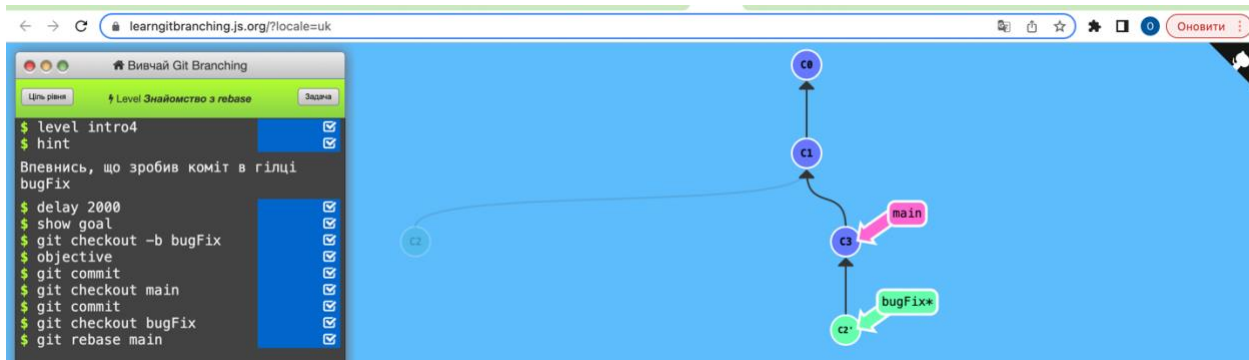 learngitbranching.js.org/?locale=uk
О
Оновити
Вивчай Git Branching
Ціль рівня
Level Знайомство з rebase
Задача
$ level intro4
$ hint
Впевнись, що зробив коміт в гілці
bugFix
$ delay 2000
$ show goal
$ git checkout -b bugFix
$ objective
$ git commit
$ git checkout main
$ git commit
$ git checkout bugFix
$ git rebase main
C0
C1
main
C2
C3
bugFix*
C2'